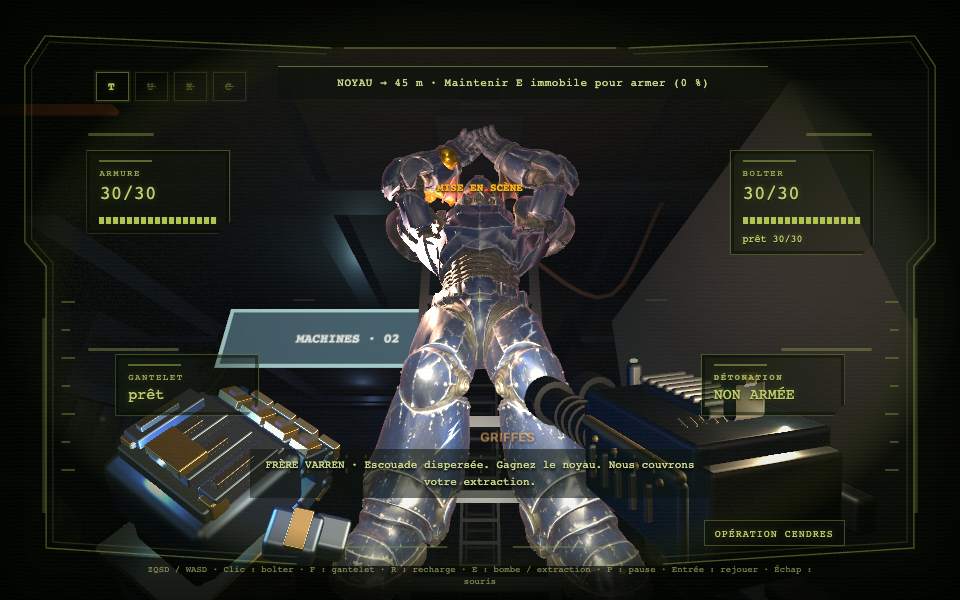 T
NOYAU → 45 m · Maintenir E immobile pour armer (0 %)
ARMURE
30/30
BOLTER
30/30
prêt 30/30
MISE EN SCÈNE
MACHINES · 02
GANTELET
prêt
DÉTONATION
NON ARMÉE
GRIFFES
FRÈRE VARREN · Escouade dispersée. Gagnez le noyau. Nous couvrons
votre extraction.
OPÉRATION CENDRES
ZQSD / WASD · Clic : bolter · F : gantelet · R : recharge · E : bombe / extraction · P : pause · Entrée : rejouer · Échap :
souris